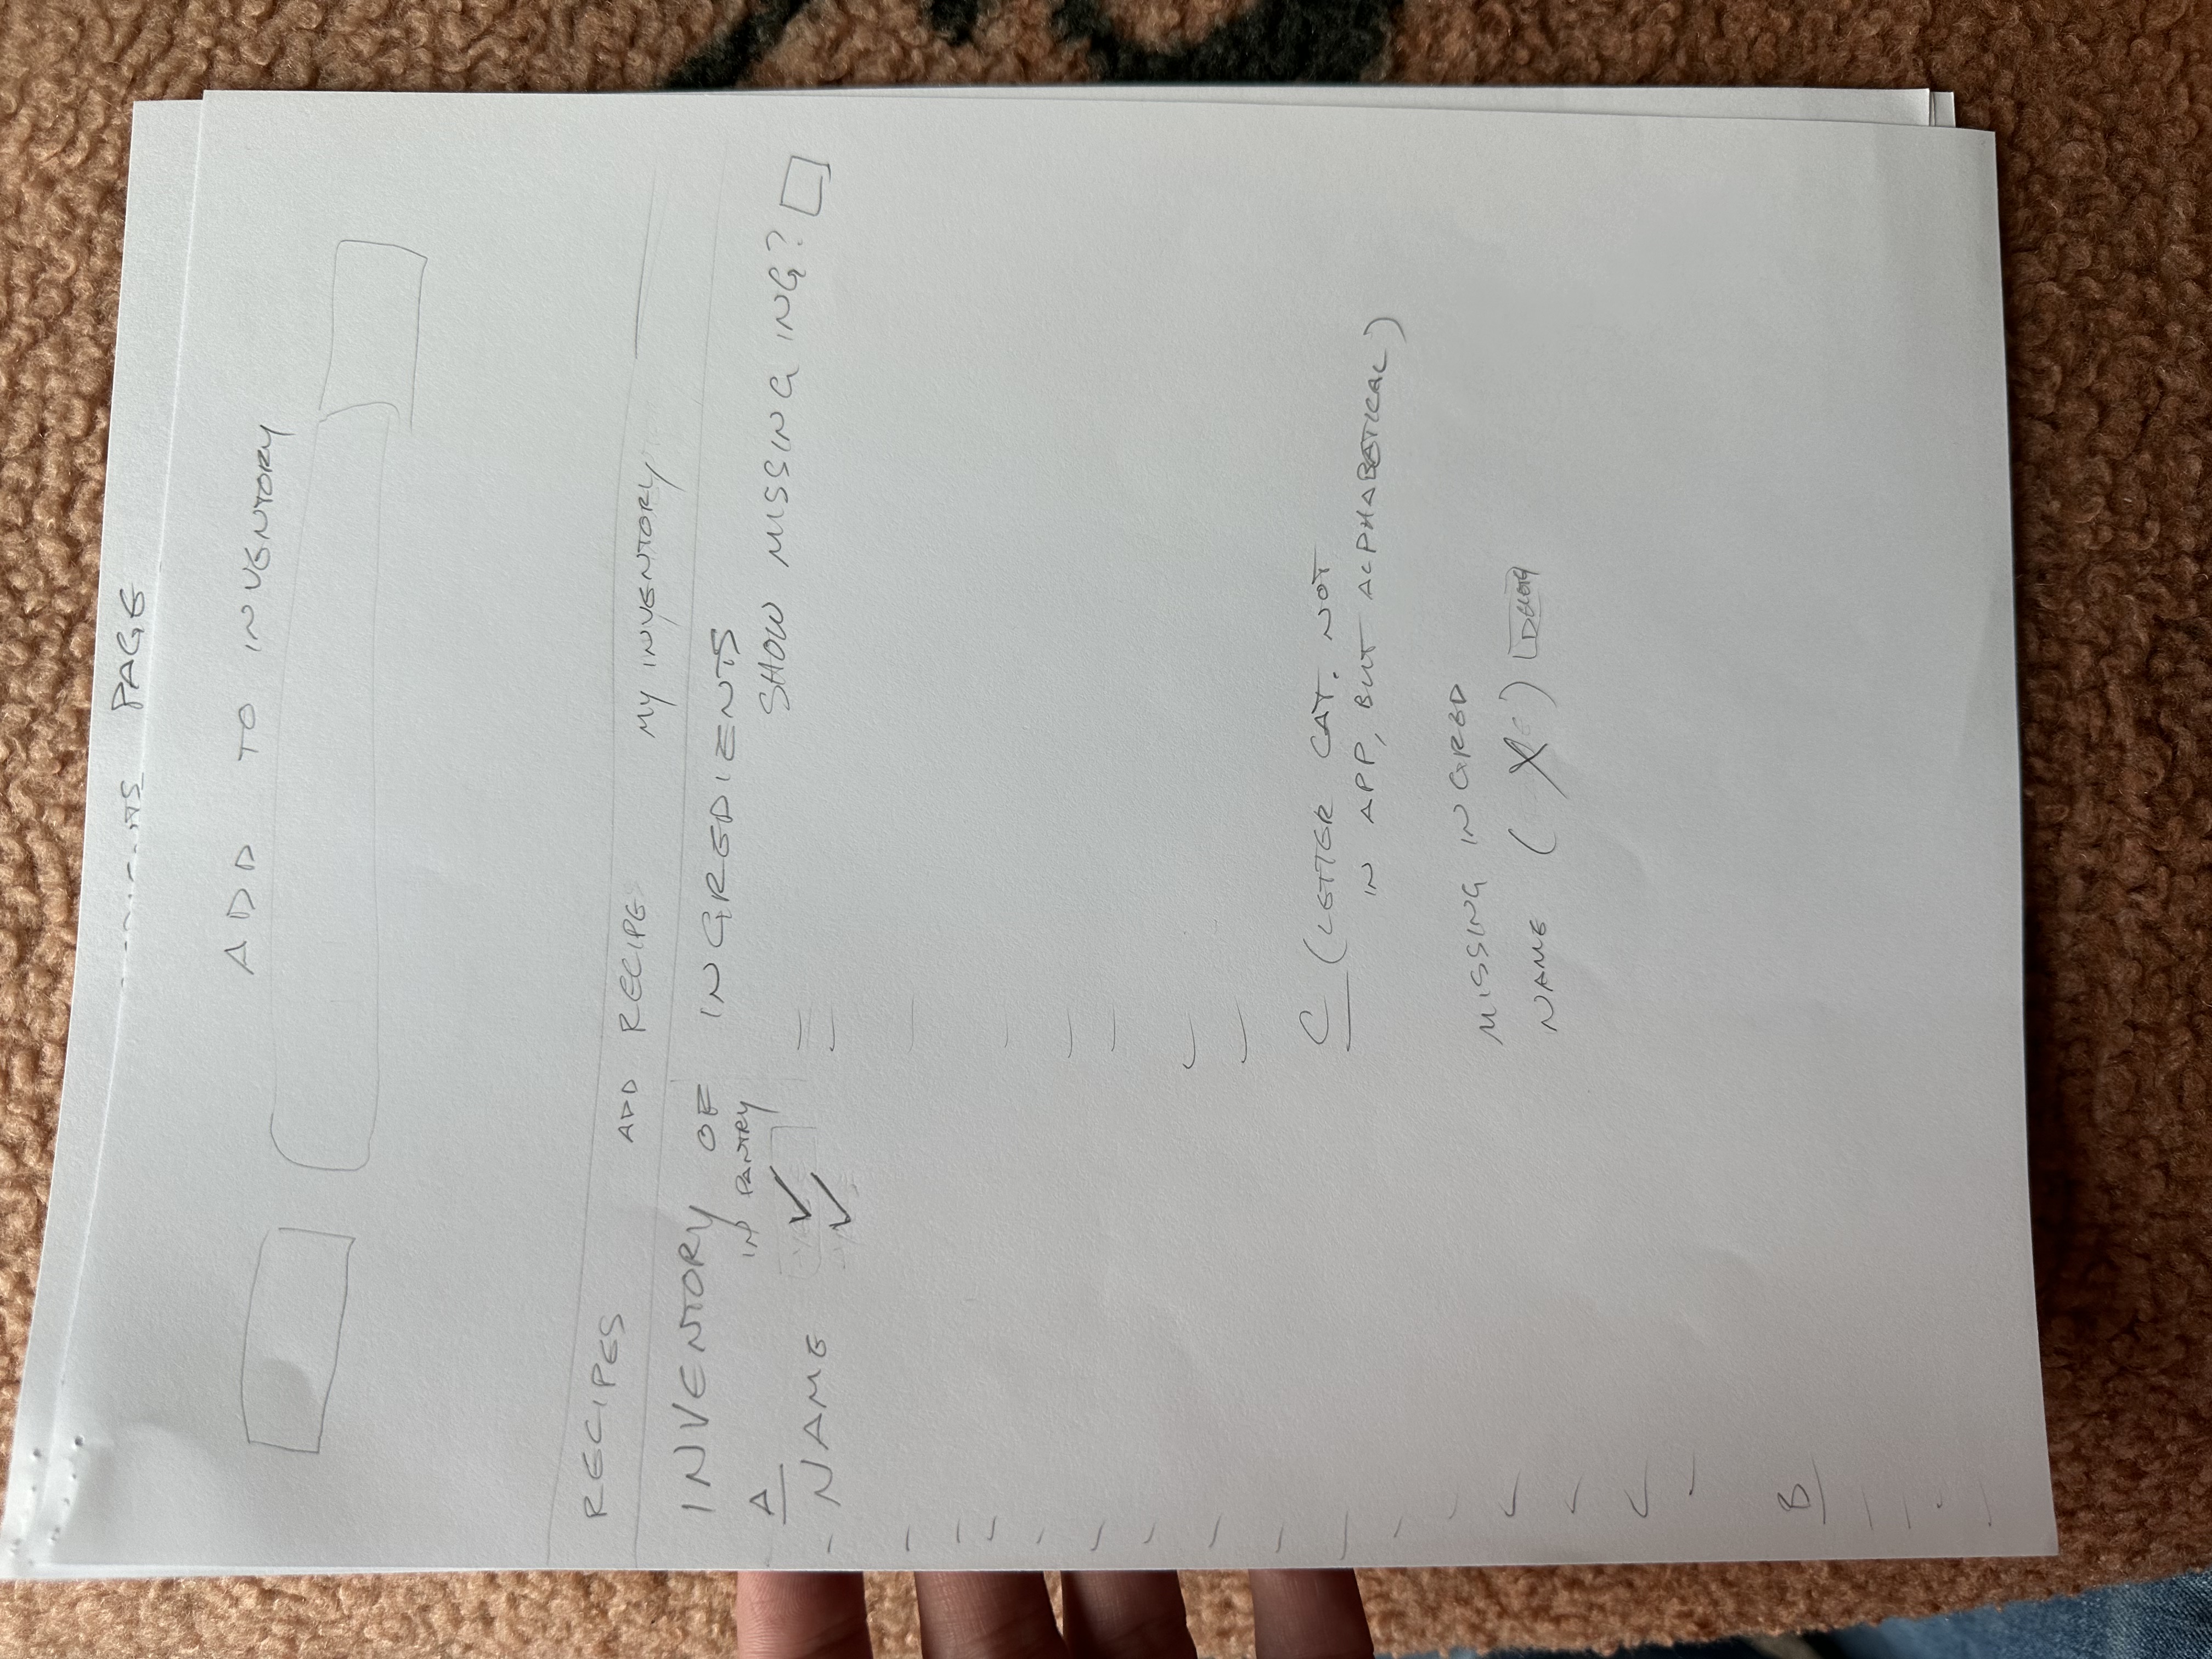 PAGE
ADD TO INVENTORY
RECIPES ADD RECIPE MY INVENTORY
INVENTORY OF INGREDIENTS
A IN PANTRY
SHOW MISSING ING?
NAME ✓
✓
C (LETTER CAT. NOT
IN APP, BUT ALPHABETICAL)
MISSING INGRED
NAME ( X ) DELETE
B